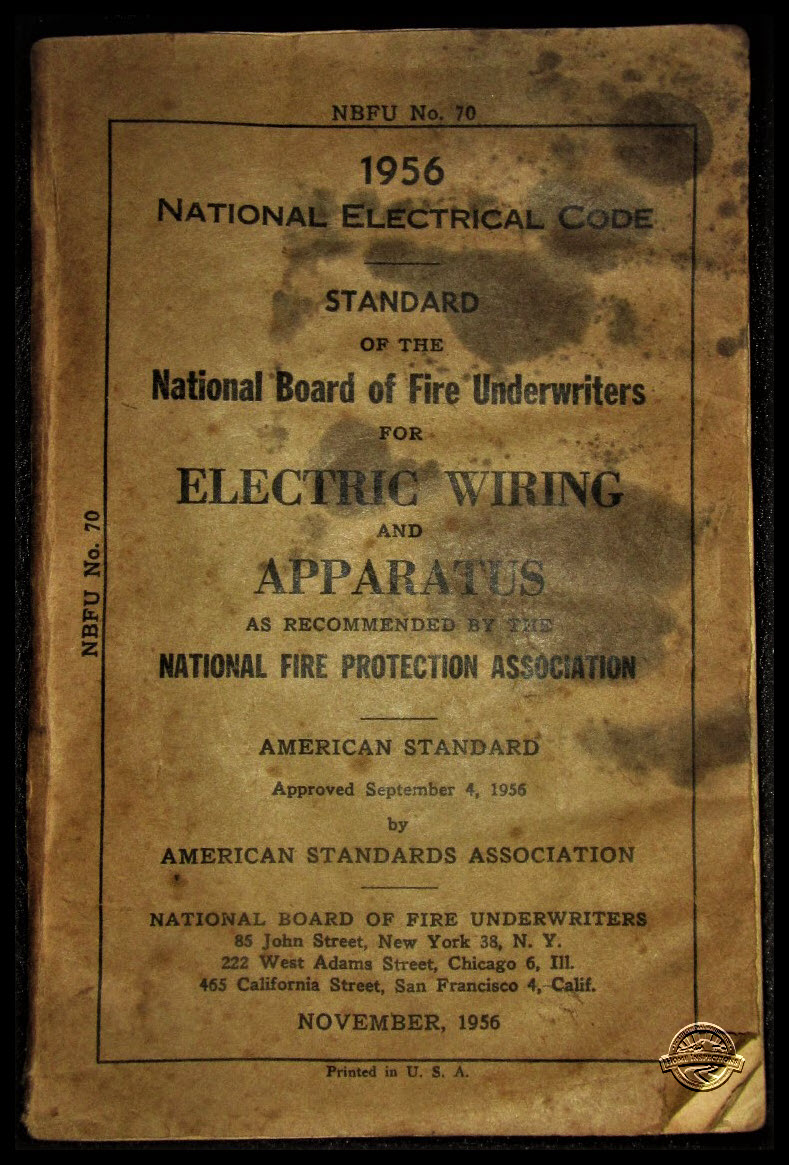 NBFU No. 70
1956
NATIONAL ELECTRICAL CODE
STANDARD
OF THE
National Board of Fire Underwriters
FOR
ELECTRIC WIRING
AND
APPARATUS
AS RECOMMENDED BY THE
NATIONAL FIRE PROTECTION ASSOCIATION
AMERICAN STANDARD
Approved September 4, 1956
by
AMERICAN STANDARDS ASSOCIATION
NATIONAL BOARD OF FIRE UNDERWRITERS
85 John Street, New York 38, N. Y.
222 West Adams Street, Chicago 6, Ill.
465 California Street, San Francisco 4, Calif.
NOVEMBER, 1956
Printed in U. S. A.
NBFU No. 70
HOME INSPECTIONS